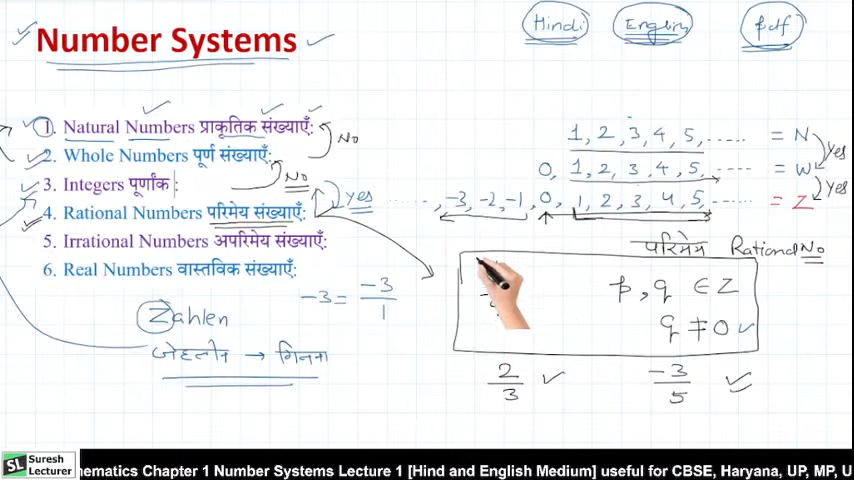 Number Systems
Hindi English pdf
1. Natural Numbers प्राकृतिक संख्याएँ:
No
2. Whole Numbers पूर्ण संख्याएँ:
No
3. Integers पूर्णांक :
4. Rational Numbers परिमेय संख्याएँ:
Yes
5. Irrational Numbers अपरिमेय संख्याएँ:
6. Real Numbers वास्तविक संख्याएँ:
1, 2, 3, 4, 5, ...... = N
Yes
0, 1, 2, 3, 4, 5, ...... = W
Yes
......, -3, -2, -1, 0, 1, 2, 3, 4, 5, ...... = Z
परिमेय Rational No
-3 = -3/1
p, q ∈ Z
q ≠ 0
Zahlen
→ गिनना
2/3
-3/5
SL Suresh Lecturer
hematics Chapter 1 Number Systems Lecture 1 [Hind and English Medium] useful for CBSE, Haryana, UP, MP, U